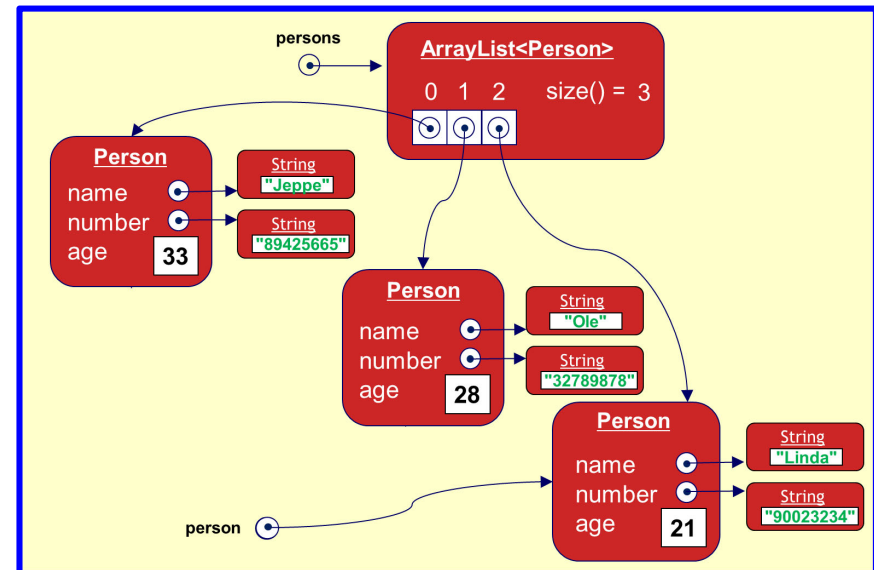 persons
ArrayList<Person>
0 1 2 size() = 3
Person
name
number
age 33
String
"Jeppe"
String
"89425665"
Person
name
number
age 28
String
"Ole"
String
"32789878"
Person
name
number
age 21
String
"Linda"
String
"90023234"
person